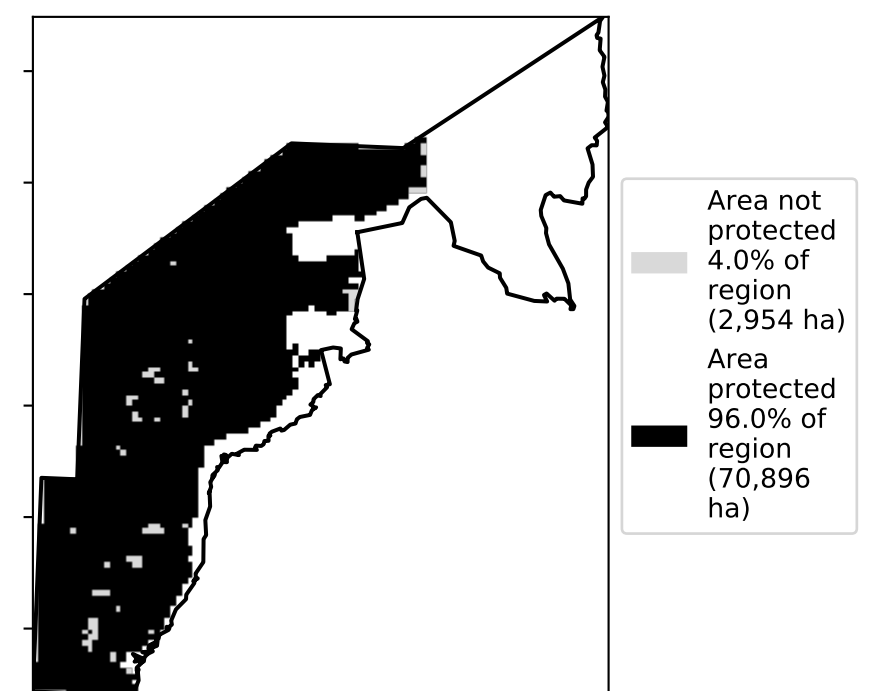 Area not
protected
4.0% of
region
(2,954 ha)
Area
protected
96.0% of
region
(70,896
ha)